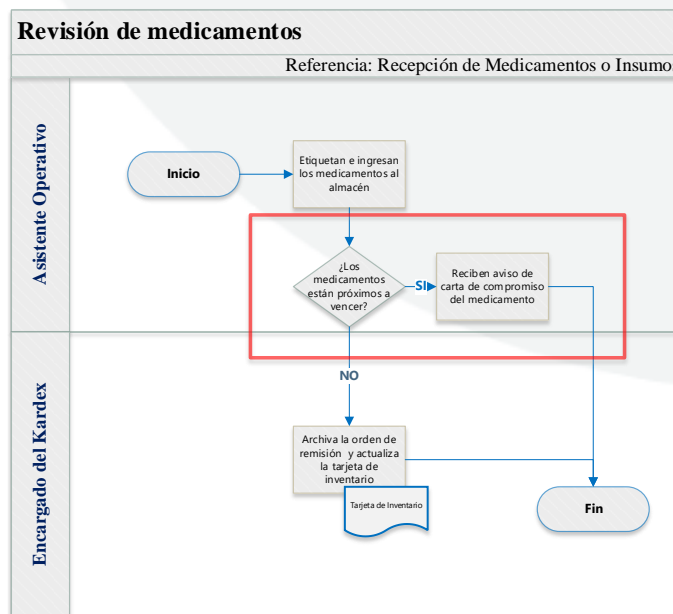 Revisión de medicamentos
Referencia: Recepción de Medicamentos o Insumos
Asistente Operativo
Inicio
Etiquetan e ingresan
los medicamentos al
almacén
¿Los
medicamentos
están próximos a
vencer?
SI
Reciben aviso de
carta de compromiso
del medicamento
NO
Encargado del Kardex
Archiva la orden de
remisión y actualiza
la tarjeta de
inventario
Tarjeta de Inventario
Fin